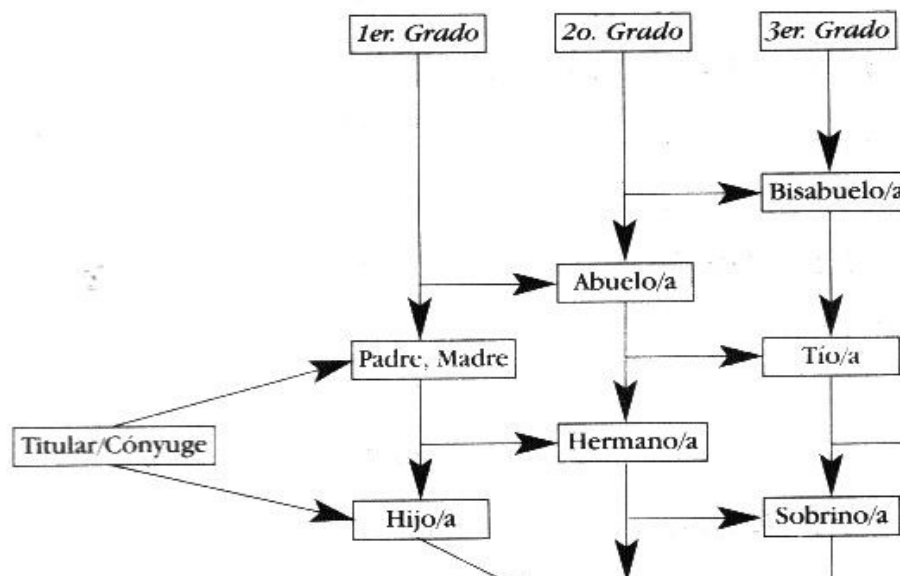 1er. Grado
2o. Grado
3er. Grado
Bisabuelo/a
Abuelo/a
Padre, Madre
Tío/a
Titular/Cónyuge
Hermano/a
Hijo/a
Sobrino/a